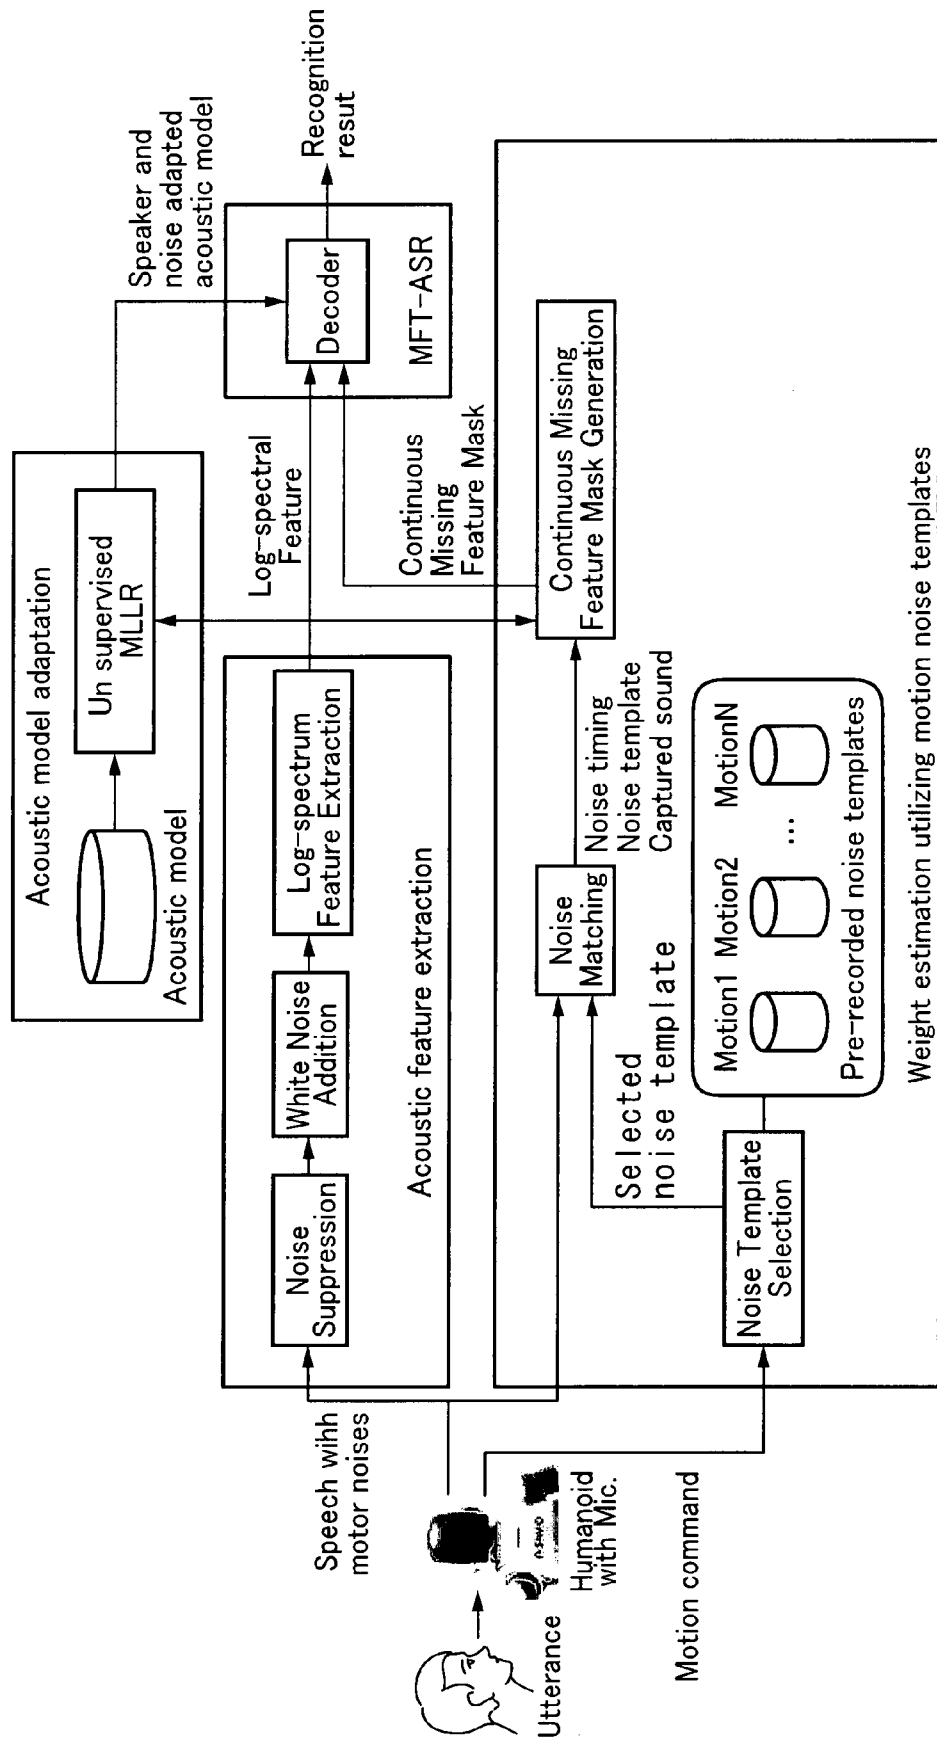 Acoustic model adaptation
Acoustic model
Un supervised
MLLR
Speaker and
noise adapted
acoustic model
Speech wihh
motor noises
Noise
Suppression
White Noise
Addition
Log-spectrum
Feature Extraction
Acoustic feature extraction
Log-spectral
Feature
Decoder
MFT-ASR
Recognition
resut
Continuous
Missing
Feature Mask
Utterance
Humanoid
with Mic.
Motion command
Noise
Matching
Noise timing
Noise template
Captured sound
Continuous Missing
Feature Mask Generation
Selected
noise template
Noise Template
Selection
Motion1 Motion2 ... MotionN
Pre-recorded noise templates
Weight estimation utilizing motion noise templates